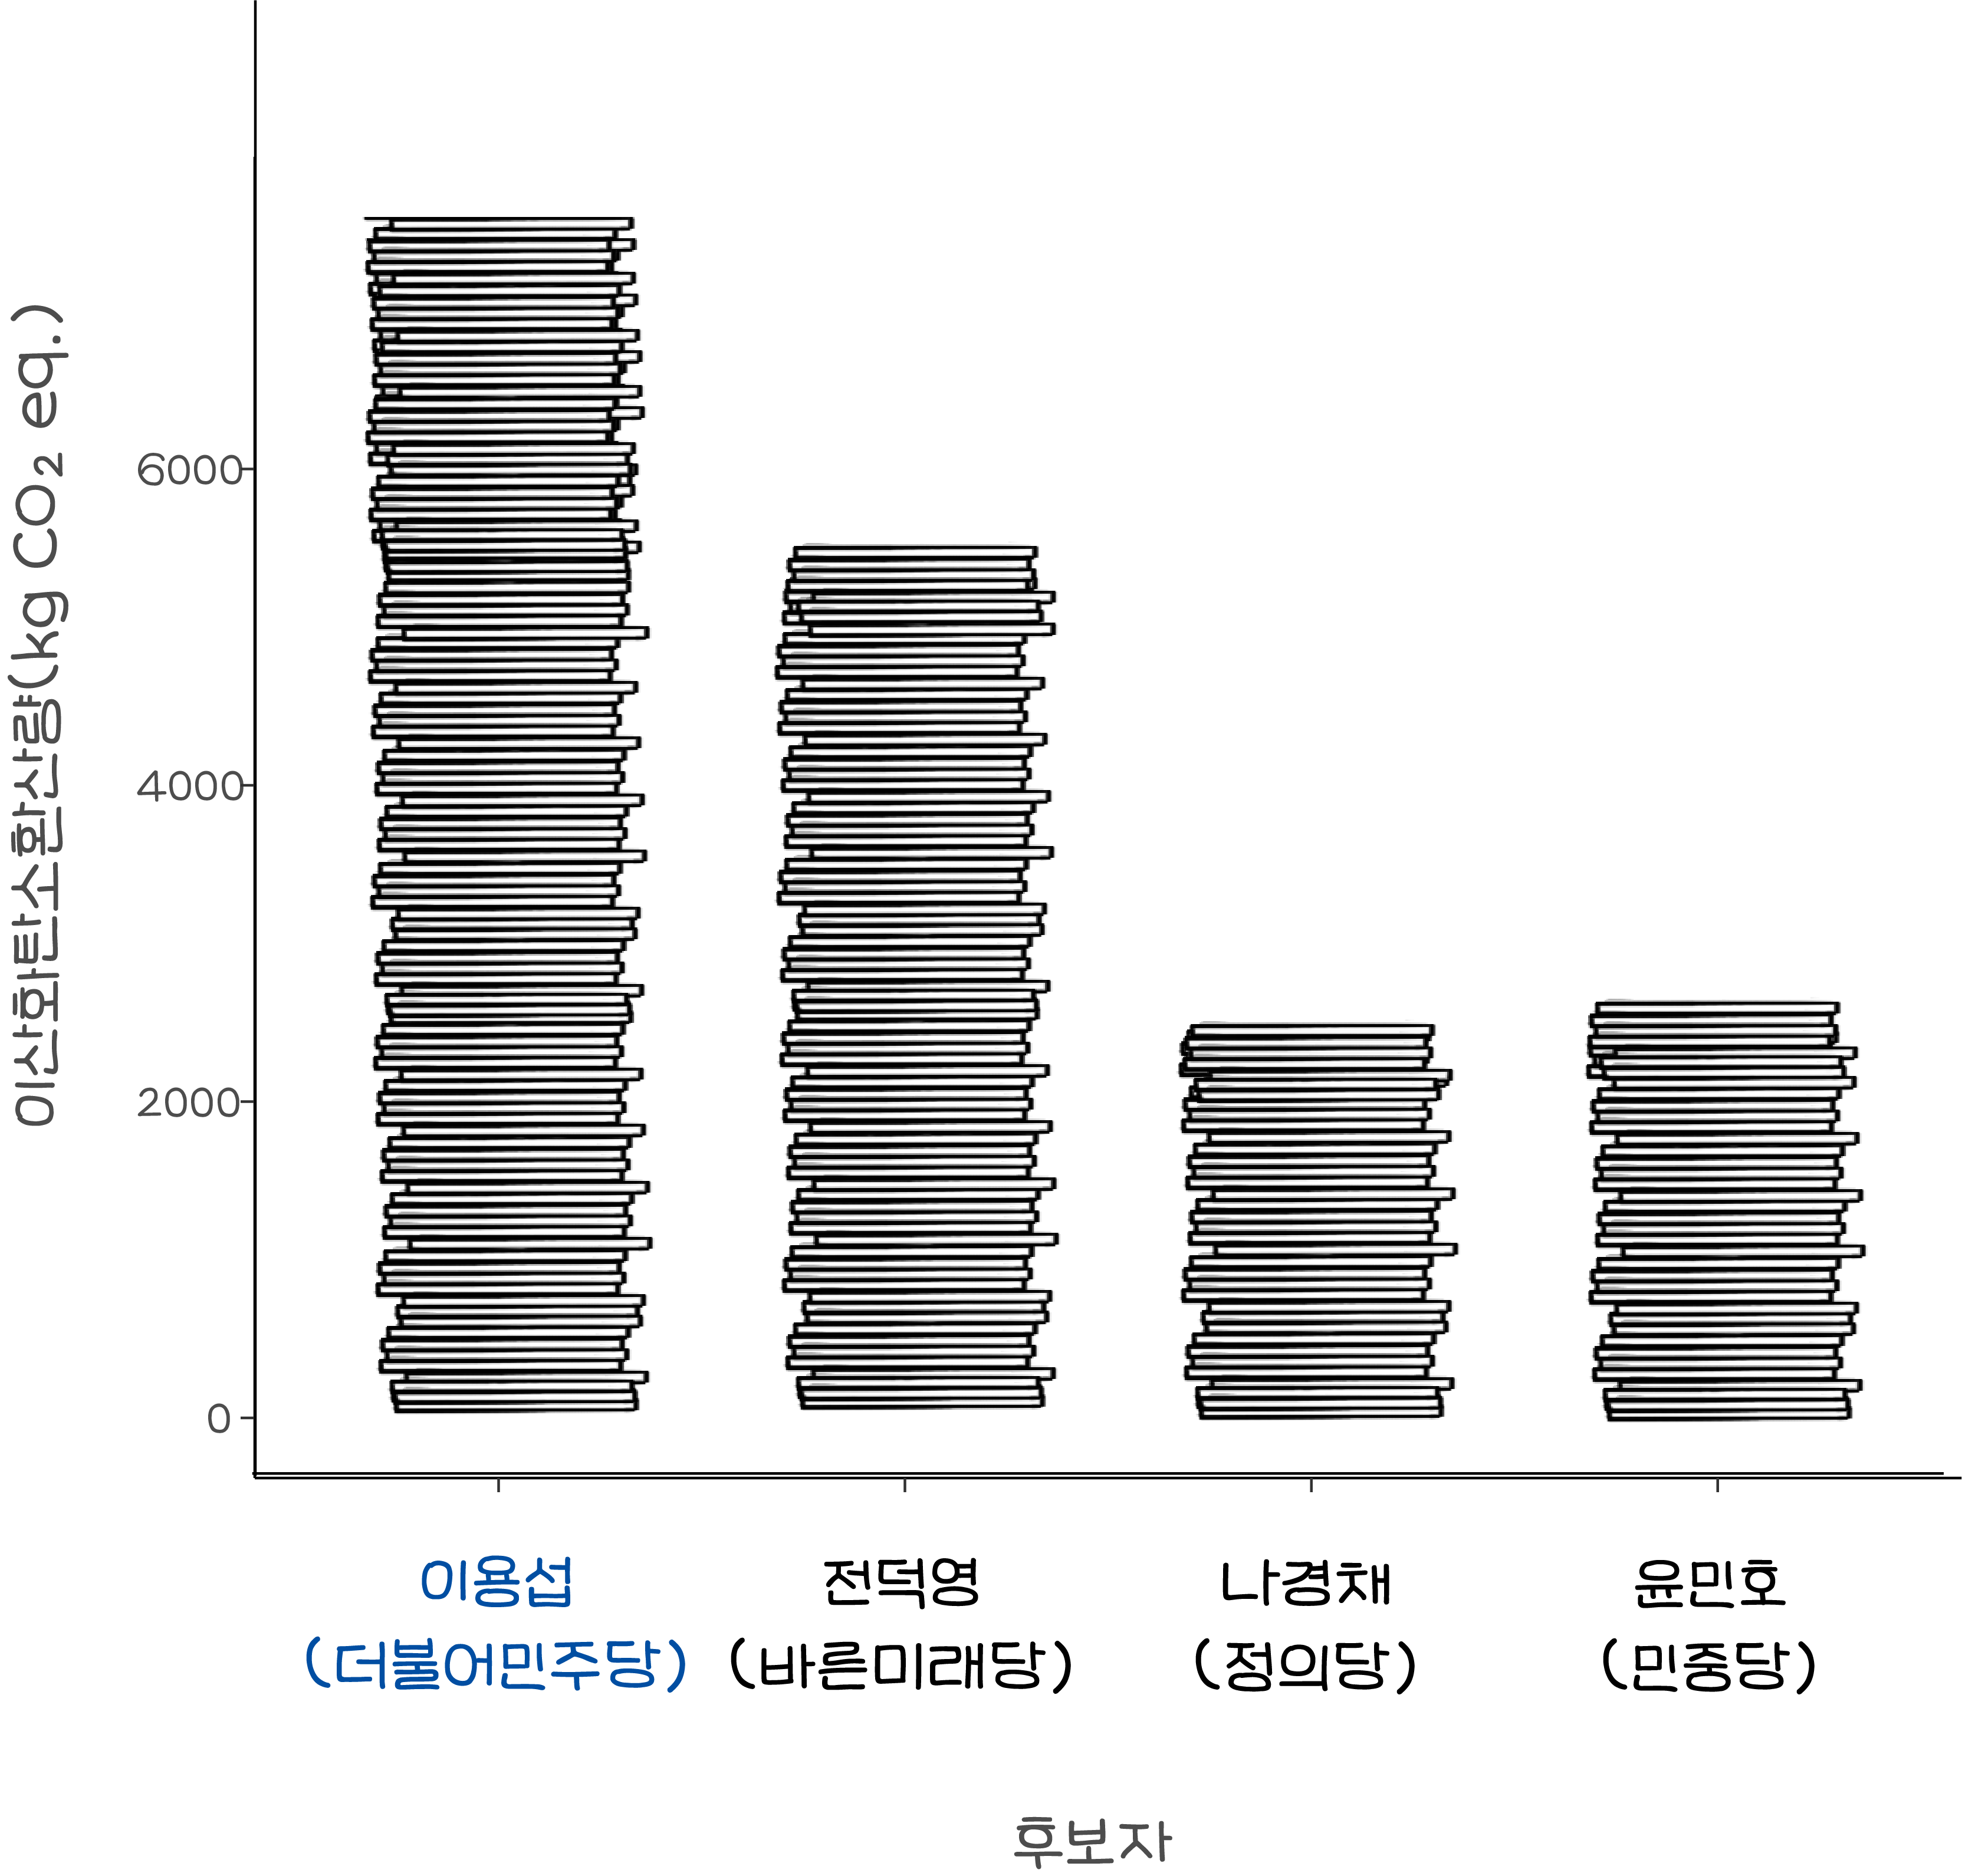 이산화탄소환산량(kg CO₂ eq.)
6000
4000
2000
0
이용섭
(더불어민주당)
전덕영
(바른미래당)
나경채
(정의당)
윤민호
(민중당)
후보자